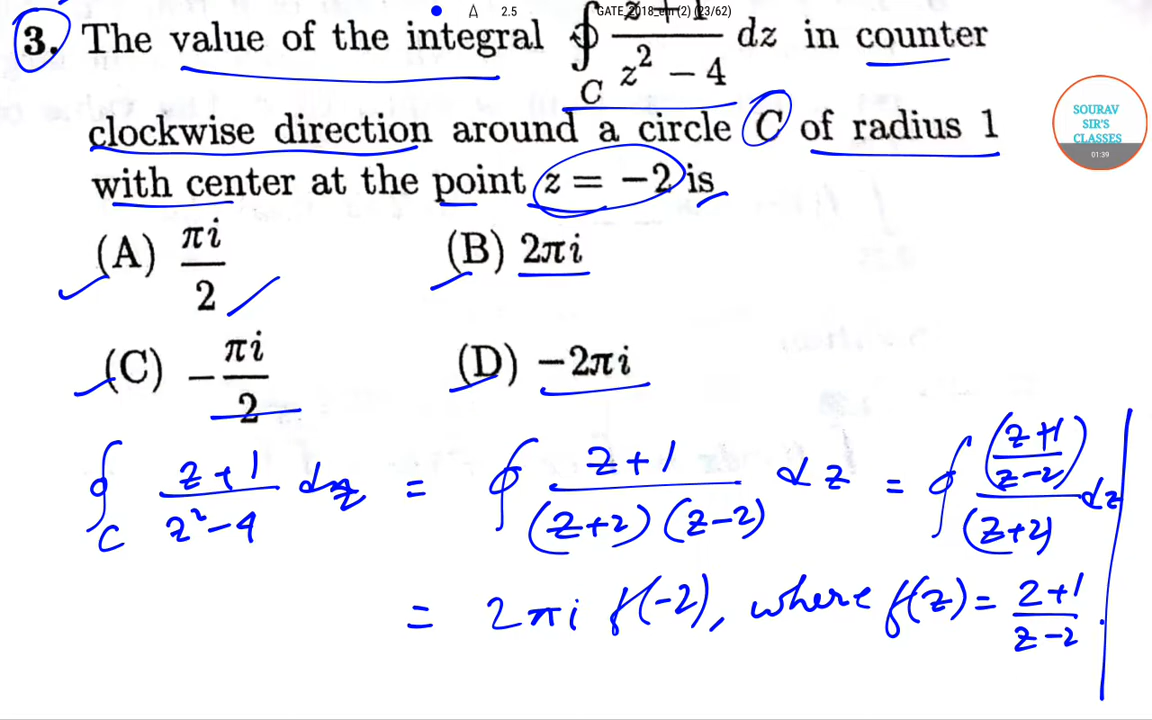 Δ 2.5 GATE_2018_em (2) (23/62)
3. The value of the integral ∮_C (z + 1)/(z² − 4) dz in counter
clockwise direction around a circle C of radius 1
with center at the point z = −2 is
(A) πi/2 (B) 2πi
(C) −πi/2 (D) −2πi
SOURAV
SIR'S
CLASSES
01:39
∮_C (z+1)/(z²−4) dz = ∮ (z+1)/((z+2)(z−2)) dz = ∮ ((z+1)/(z−2))/(z+2) dz
= 2πi f(−2), where f(z) = (z+1)/(z−2).